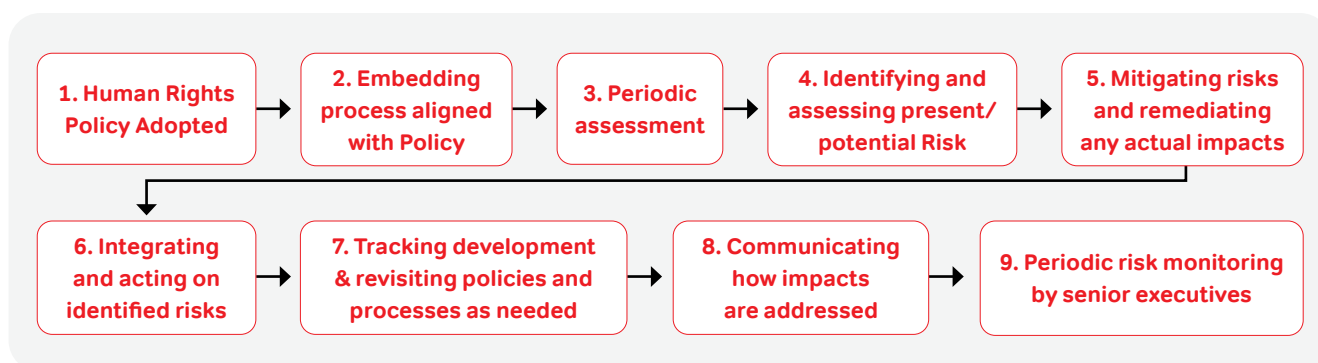 1. Human Rights
Policy Adopted
2. Embedding
process aligned
with Policy
3. Periodic
assessment
4. Identifying and
assessing present/
potential Risk
5. Mitigating risks
and remediating
any actual impacts
6. Integrating
and acting on
identified risks
7. Tracking development
& revisiting policies and
processes as needed
8. Communicating
how impacts
are addressed
9. Periodic risk monitoring
by senior executives